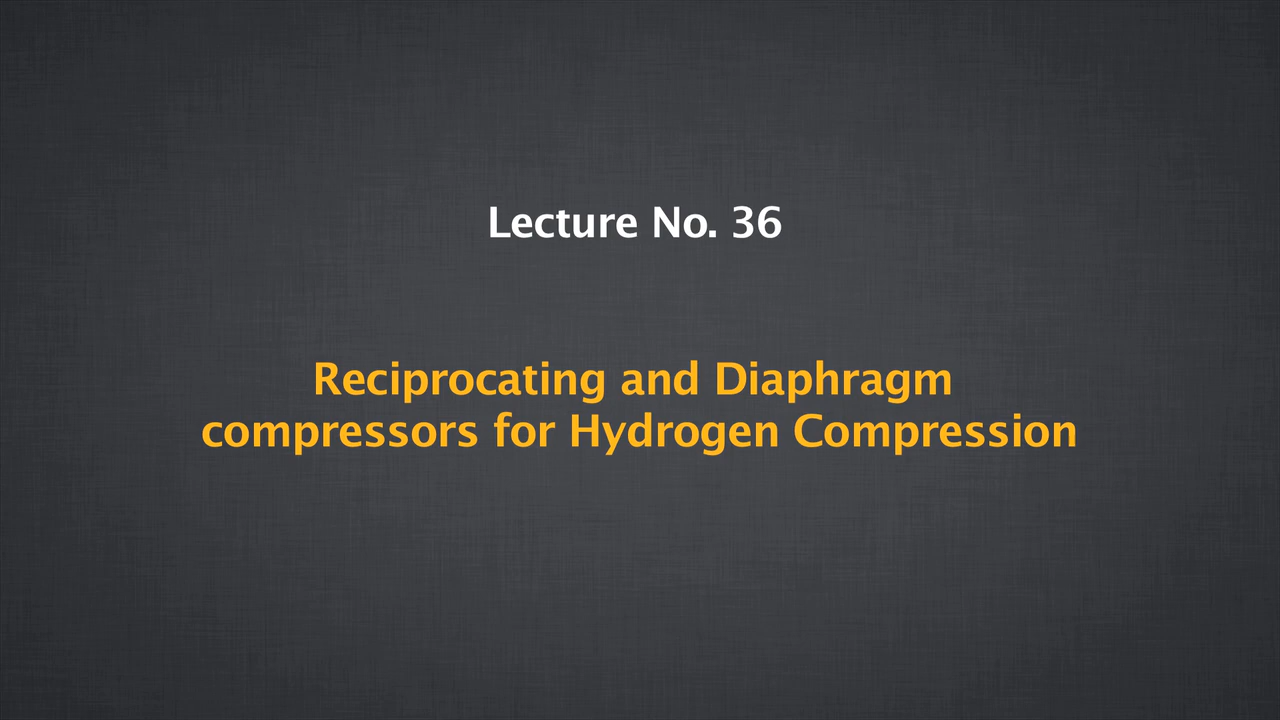 Lecture No. 36
Reciprocating and Diaphragm
compressors for Hydrogen Compression